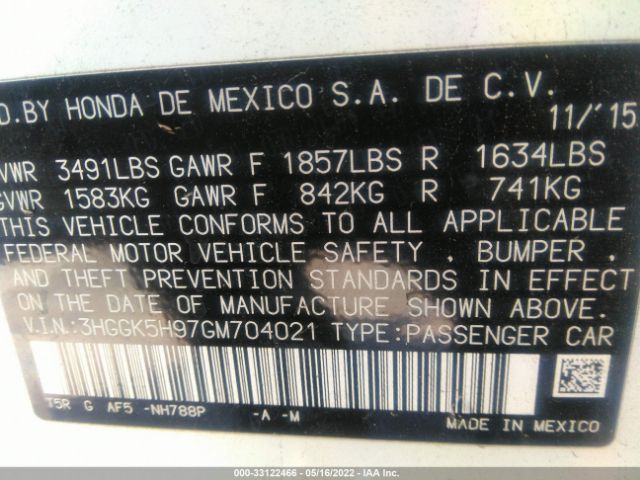 D.BY HONDA DE MEXICO S.A. DE C.V.
11/'15
VWR 3491LBS GAWR F 1857LBS R 1634LBS
GVWR 1583KG GAWR F 842KG R 741KG
THIS VEHICLE CONFORMS TO ALL APPLICABLE
FEDERAL MOTOR VEHICLE SAFETY , BUMPER ,
AND THEFT PREVENTION STANDARDS IN EFFECT
ON THE DATE OF MANUFACTURE SHOWN ABOVE.
V.I.N.:3HGGK5H97GM704021 TYPE:PASSENGER CAR
T5R G AF5 -NH788P -A -M
MADE IN MEXICO
000-33122466 - 05/16/2022 - IAA Inc.